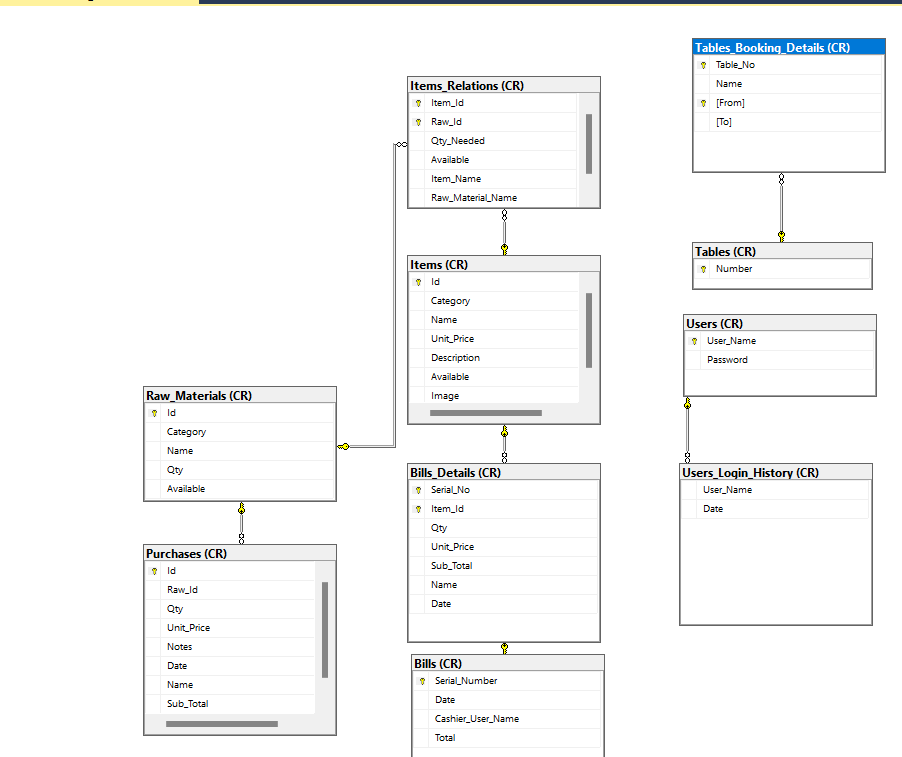 Tables_Booking_Details (CR)
Table_No
Name
[From]
[To]
Items_Relations (CR)
Item_Id
Raw_Id
Qty_Needed
Available
Item_Name
Raw_Material_Name
Tables (CR)
Number
Items (CR)
Id
Category
Name
Unit_Price
Description
Available
Image
Users (CR)
User_Name
Password
Raw_Materials (CR)
Id
Category
Name
Qty
Available
Bills_Details (CR)
Serial_No
Item_Id
Qty
Unit_Price
Sub_Total
Name
Date
Users_Login_History (CR)
User_Name
Date
Purchases (CR)
Id
Raw_Id
Qty
Unit_Price
Notes
Date
Name
Sub_Total
Bills (CR)
Serial_Number
Date
Cashier_User_Name
Total